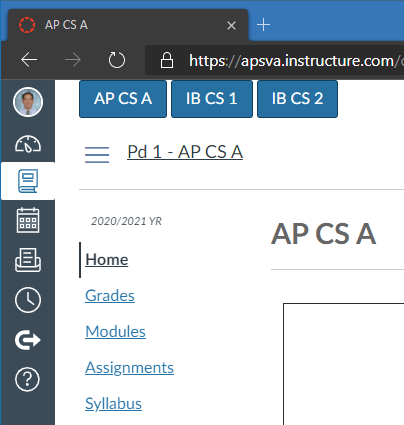 AP CS A
https://apsva.instructure.com/
AP CS A
IB CS 1
IB CS 2
Pd 1 - AP CS A
2020/2021 YR
Home
Grades
Modules
Assignments
Syllabus
AP CS A